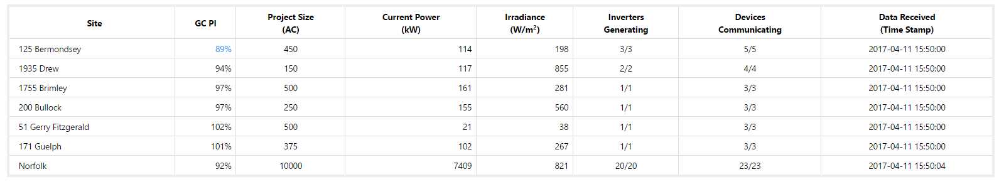 Site GC PI Project Size (AC) Current Power (kW) Irradiance (W/m²) Inverters Generating Devices Communicating Data Received (Time Stamp)
125 Bermondsey 89% 450 114 198 3/3 5/5 2017-04-11 15:50:00
1935 Drew 94% 150 117 855 2/2 4/4 2017-04-11 15:50:00
1755 Brimley 97% 500 161 281 1/1 3/3 2017-04-11 15:50:00
200 Bullock 97% 250 155 560 1/1 3/3 2017-04-11 15:50:00
51 Gerry Fitzgerald 102% 500 21 38 1/1 3/3 2017-04-11 15:50:00
171 Guelph 101% 375 102 267 1/1 3/3 2017-04-11 15:50:00
Norfolk 92% 10000 7409 821 20/20 23/23 2017-04-11 15:50:04